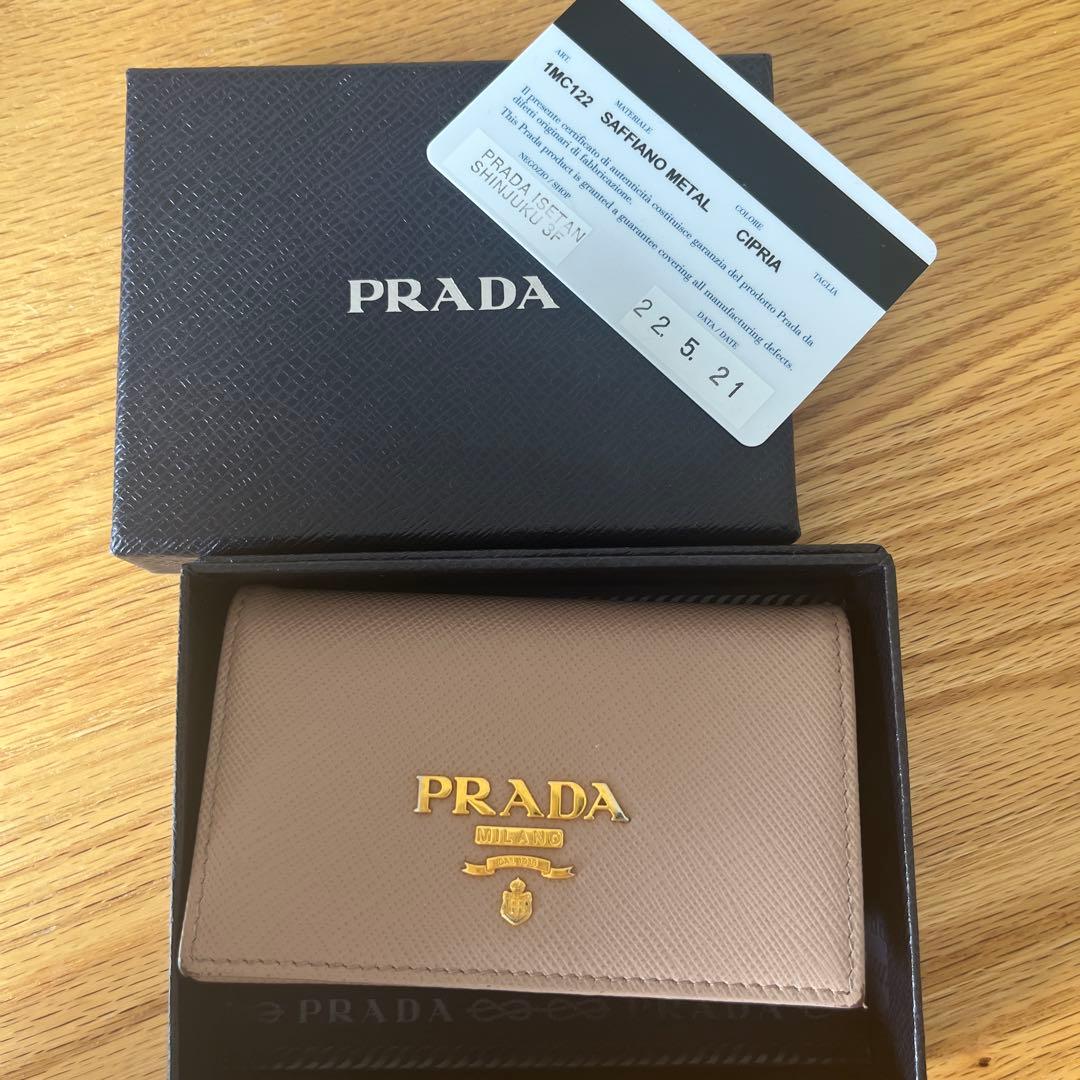 PRADA
ART.
1MC122
MATERIALE
SAFFIANO METAL
COLORE
CIPRIA
TAGLIA
Il presente certificato di autenticità costituisce garanzia del prodotto Prada da
difetti originari di fabbricazione.
This Prada product is granted a guarantee covering all manufacturing defects.
NEGOZIO / SHOP
PRADA ISETAN
SHINJUKU 3F
DATA / DATE
22. 5. 21
PRADA
MILANO
PRADA